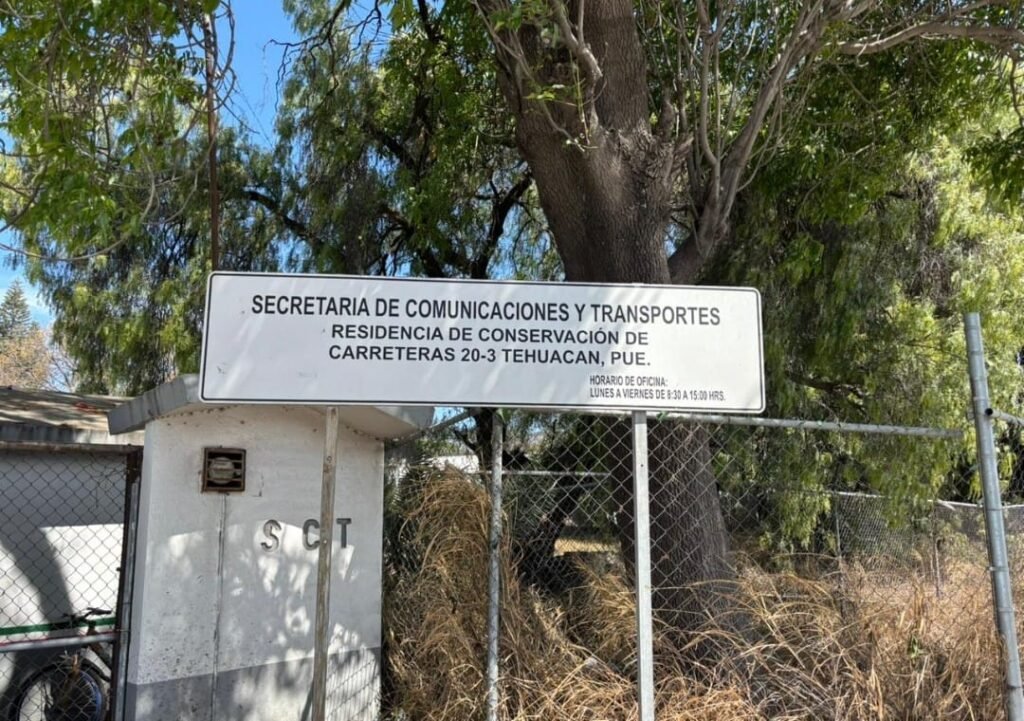 SECRETARIA DE COMUNICACIONES Y TRANSPORTES
RESIDENCIA DE CONSERVACIÓN DE
CARRETERAS 20-3 TEHUACAN, PUE.
HORARIO DE OFICINA:
LUNES A VIERNES DE 8:30 A 15:00 HRS.
S C T